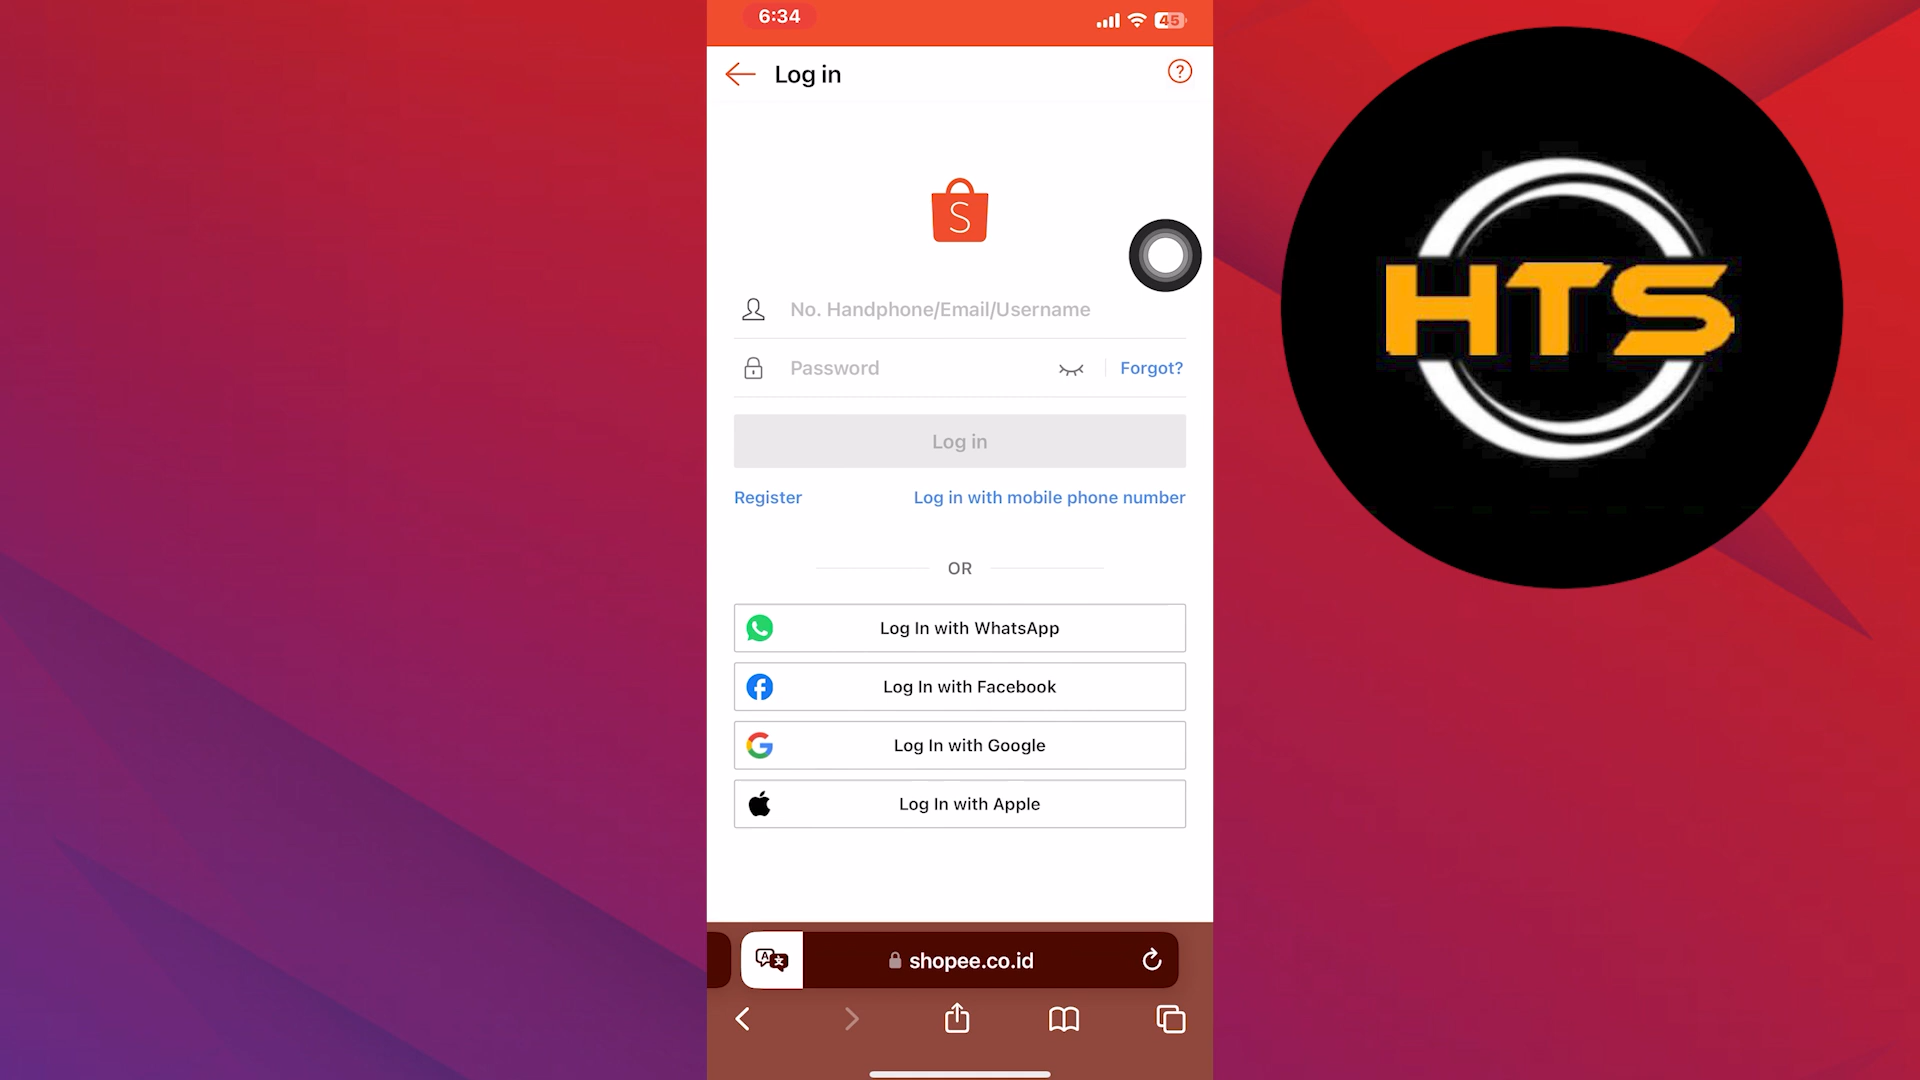 6:34
45
Log in
?
S
No. Handphone/Email/Username
Password
Forgot?
Log in
Register
Log in with mobile phone number
OR
Log In with WhatsApp
Log In with Facebook
Log In with Google
Log In with Apple
shopee.co.id
HTS